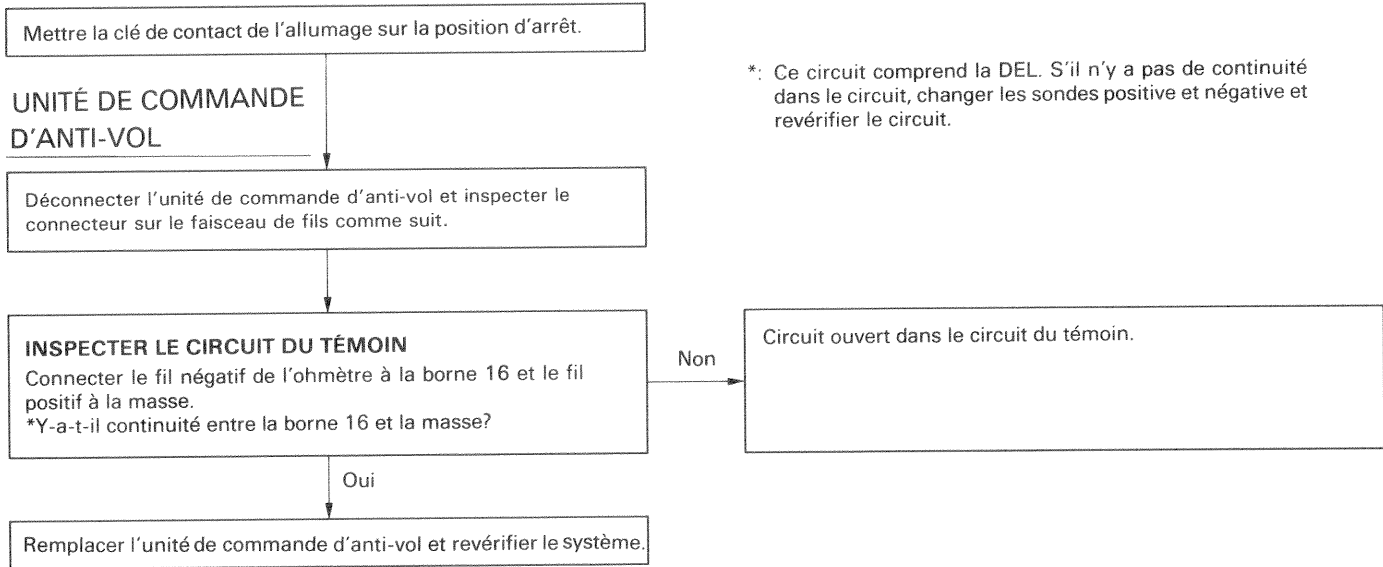 Mettre la clé de contact de l'allumage sur la position d'arrêt.
*: Ce circuit comprend la DEL. S'il n'y a pas de continuité
dans le circuit, changer les sondes positive et négative et
revérifier le circuit.
UNITÉ DE COMMANDE
D'ANTI-VOL
Déconnecter l'unité de commande d'anti-vol et inspecter le
connecteur sur le faisceau de fils comme suit.
INSPECTER LE CIRCUIT DU TÉMOIN
Connecter le fil négatif de l'ohmètre à la borne 16 et le fil
positif à la masse.
*Y-a-t-il continuité entre la borne 16 et la masse?
Non
Circuit ouvert dans le circuit du témoin.
Oui
Remplacer l'unité de commande d'anti-vol et revérifier le système.